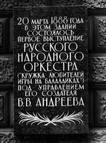 20 МАРТА 1888 ГОДА
В ЭТОМ ЗДАНИИ
СОСТОЯЛОСЬ
ПЕРВОЕ ВЫСТУПЛЕНИЕ
РУССКОГО
НАРОДНОГО
ОРКЕСТРА
("КРУЖКА ЛЮБИТЕЛЕЙ
ИГРЫ НА БАЛАЛАЙКАХ")
ПОД УПРАВЛЕНИЕМ
ЕГО СОЗДАТЕЛЯ
В.В. АНДРЕЕВА